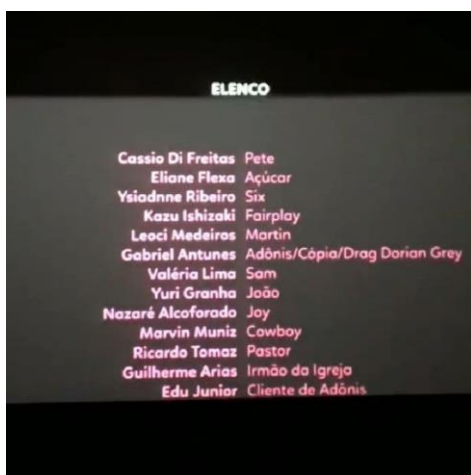 ELENCO
Cassio Di Freitas Pete
Eliane Flexa Açúcar
Ysiadnne Ribeiro Six
Kazu Ishizaki Fairplay
Leoci Medeiros Martin
Gabriel Antunes Adônis/Cópia/Drag Dorian Grey
Valéria Lima Sam
Yuri Granha João
Nazaré Alcoforado Joy
Marvin Muniz Cowboy
Ricardo Tomaz Pastor
Guilherme Arias Irmão da Igreja
Edu Junior Cliente de Adônis